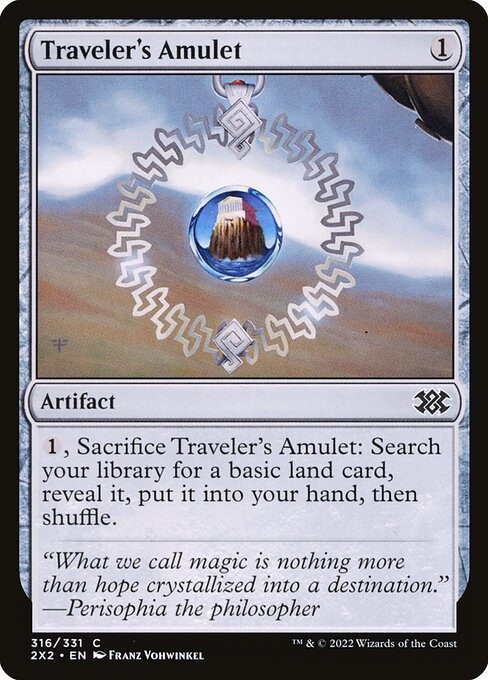 Traveler's Amulet 1
Artifact
1, Sacrifice Traveler's Amulet: Search
your library for a basic land card,
reveal it, put it into your hand, then
shuffle.
"What we call magic is nothing more
than hope crystallized into a destination."
—Perisophia the philosopher
316/331 C
2X2 • EN Franz Vohwinkel
™ & © 2022 Wizards of the Coast